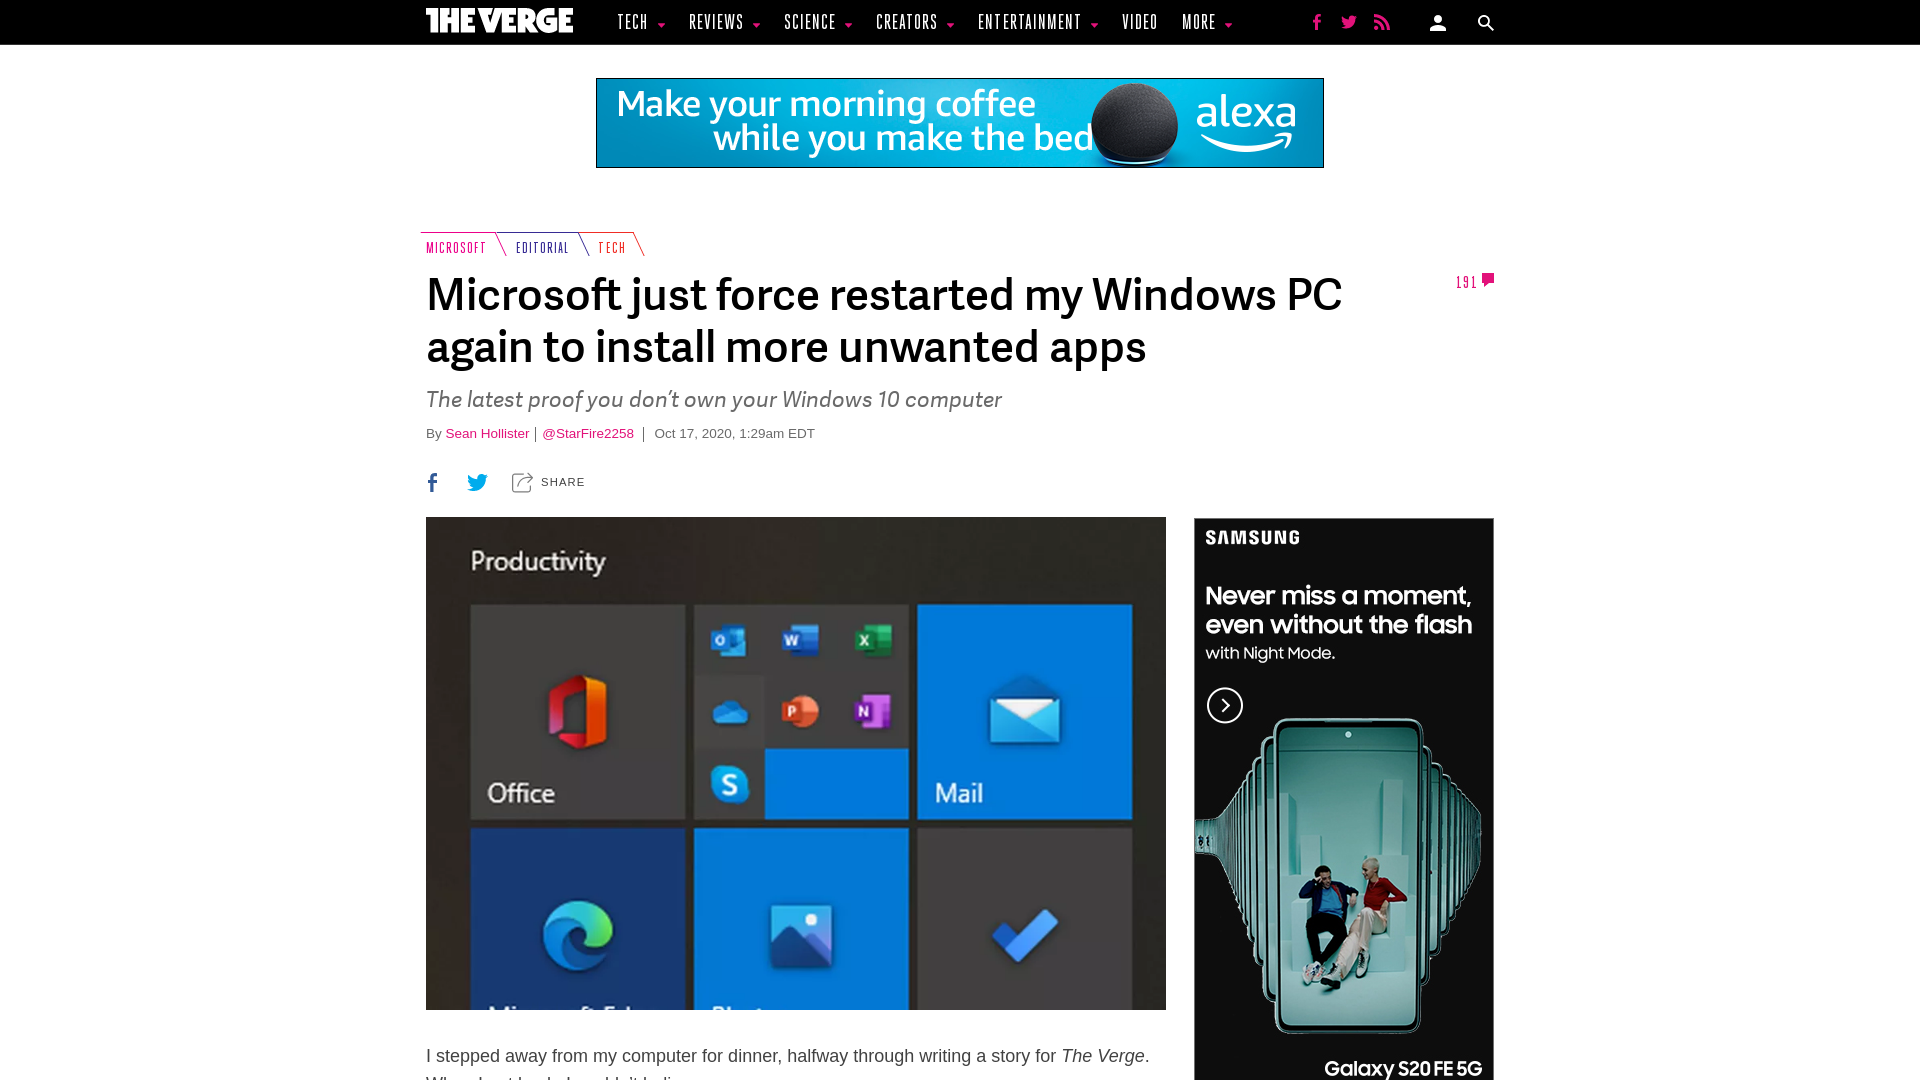 THE VERGE
TECH REVIEWS SCIENCE CREATORS ENTERTAINMENT VIDEO MORE
Make your morning coffee
while you make the bed
alexa
MICROSOFT EDITORIAL TECH
Microsoft just force restarted my Windows PC
again to install more unwanted apps
191
The latest proof you don’t own your Windows 10 computer
By Sean Hollister | @StarFire2258 | Oct 17, 2020, 1:29am EDT
SHARE
Productivity
Office
Mail
SAMSUNG
Never miss a moment,
even without the flash
with Night Mode.
Galaxy S20 FE 5G
I stepped away from my computer for dinner, halfway through writing a story for The Verge.